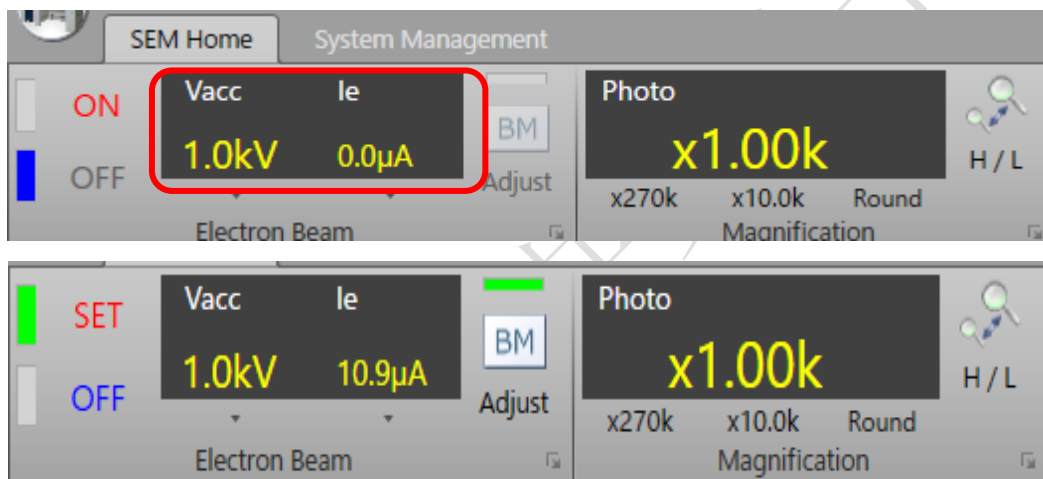 SEM Home System Management
ON Vacc Ie BM Photo
1.0kV 0.0µA x1.00k H / L
OFF Adjust x270k x10.0k Round
Electron Beam Magnification
SET Vacc Ie BM Photo
1.0kV 10.9µA x1.00k H / L
OFF Adjust x270k x10.0k Round
Electron Beam Magnification